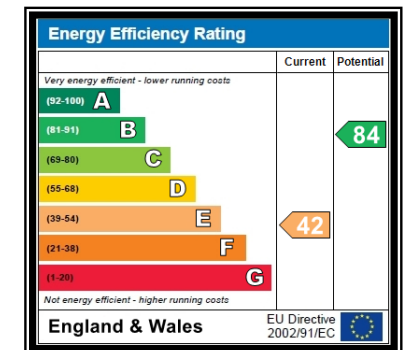 Energy Efficiency Rating
Current Potential
Very energy efficient - lower running costs
(92-100) A
(81-91) B
84
(69-80) C
(55-68) D
(39-54) E
42
(21-38) F
(1-20) G
Not energy efficient - higher running costs
England & Wales
EU Directive
2002/91/EC